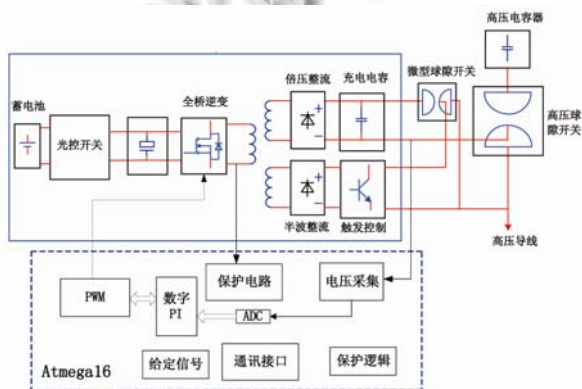 高压电容器
倍压整流
充电电容
微型球隙开关
蓄电池
全桥逆变
光控开关
高压球
隙开关
半波整流
触发控制
高压导线
保护电路
电压采集
PWM
数字
PI
ADC
给定信号
通讯接口
保护逻辑
Atmega16